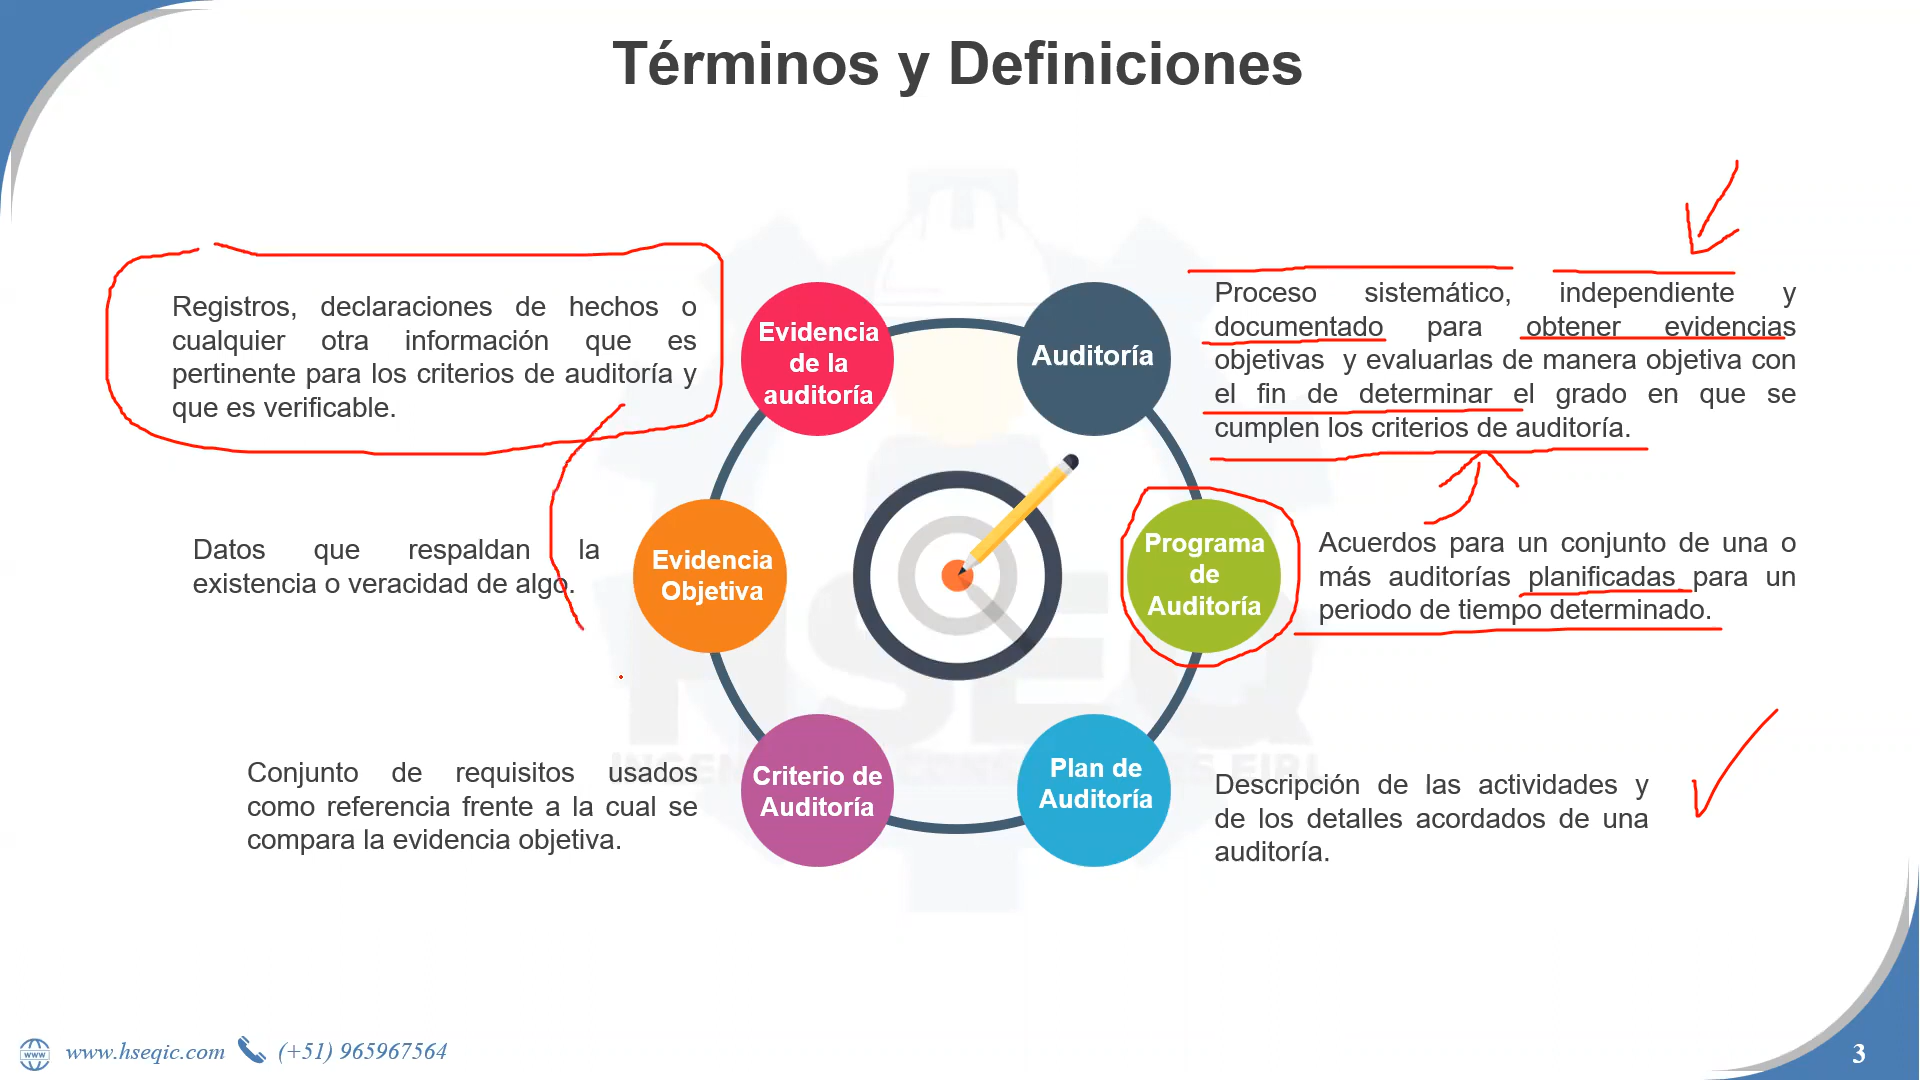 Términos y Definiciones
Registros, declaraciones de hechos o
cualquier otra información que es
pertinente para los criterios de auditoría y
que es verificable.
Evidencia
de la
auditoría
Auditoría
Proceso sistemático, independiente y
documentado para obtener evidencias
objetivas y evaluarlas de manera objetiva con
el fin de determinar el grado en que se
cumplen los criterios de auditoría.
Datos que respaldan la
existencia o veracidad de algo.
Evidencia
Objetiva
Programa
de
Auditoría
Acuerdos para un conjunto de una o
más auditorías planificadas para un
periodo de tiempo determinado.
Conjunto de requisitos usados
como referencia frente a la cual se
compara la evidencia objetiva.
Criterio de
Auditoría
Plan de
Auditoría
Descripción de las actividades y
de los detalles acordados de una
auditoría.
HSEQ
www
www.hseqic.com
(+51) 965967564
3